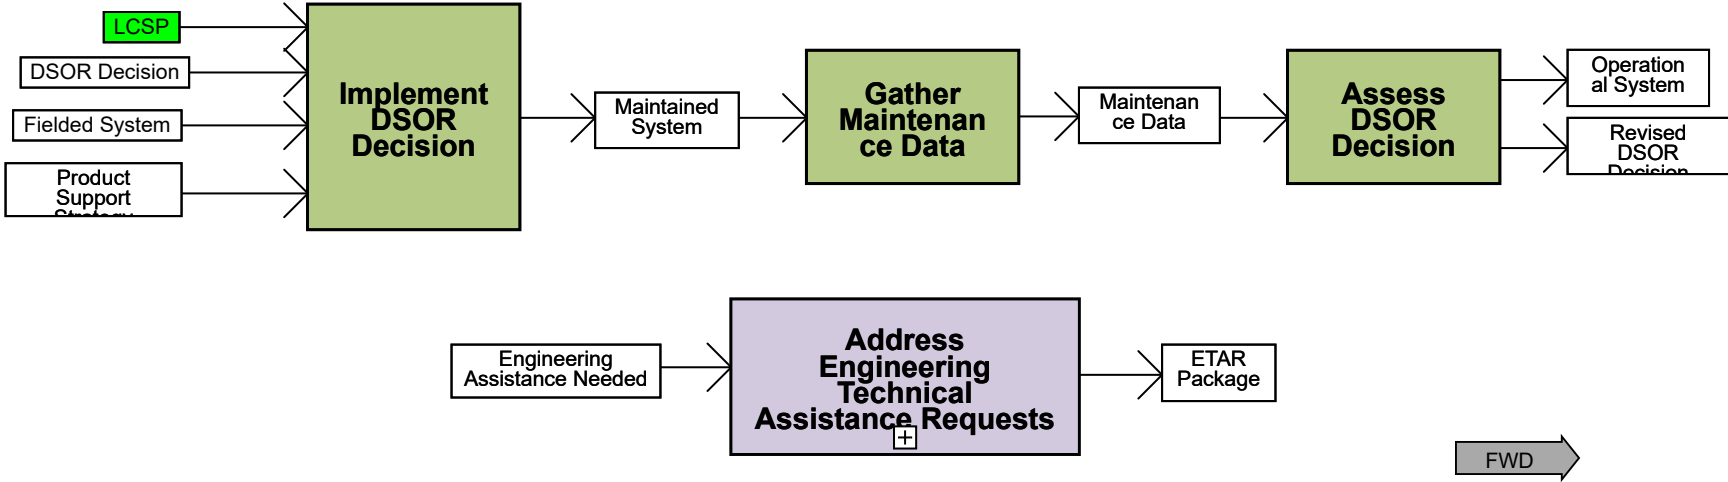 LCSP
DSOR Decision
Fielded System
Product
Support
Strategy
Implement
DSOR
Decision
Maintained
System
Gather
Maintenan
ce Data
Maintenan
ce Data
Assess
DSOR
Decision
Operation
al System
Revised
DSOR
Decision
Engineering
Assistance Needed
Address
Engineering
Technical
Assistance Requests
ETAR
Package
FWD